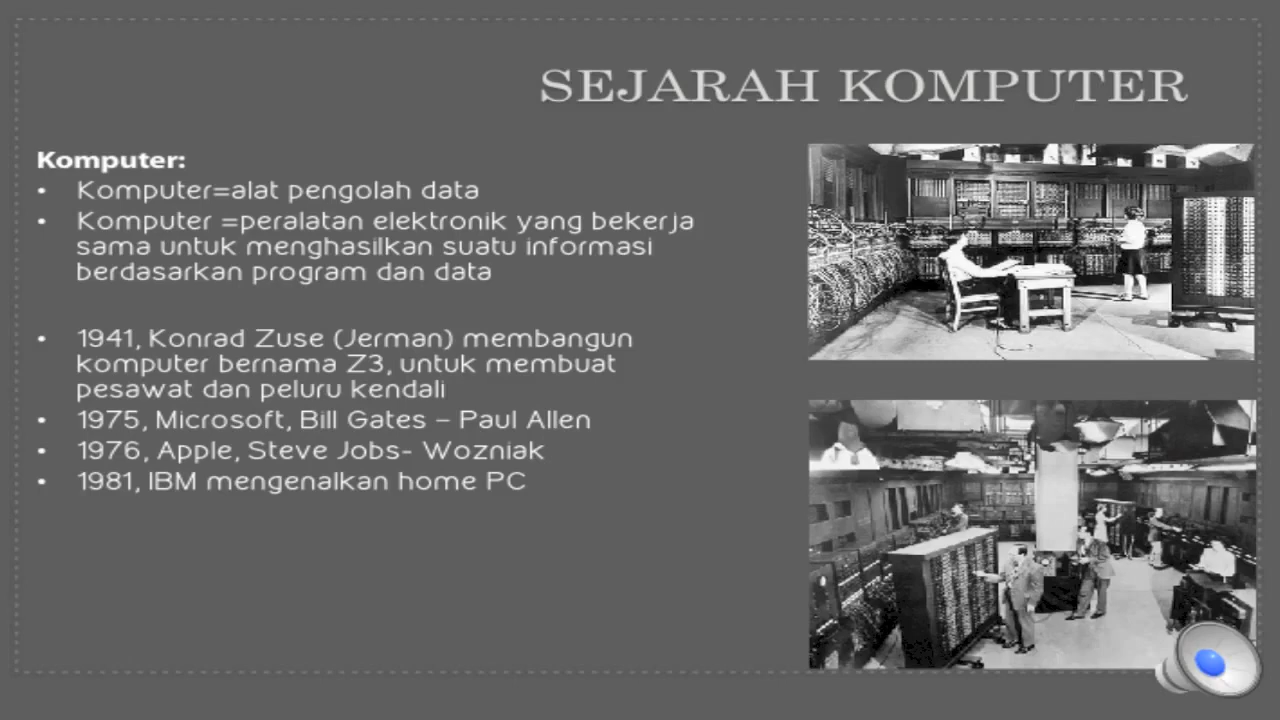 SEJARAH KOMPUTER
Komputer:
• Komputer=alat pengolah data
• Komputer =peralatan elektronik yang bekerja
sama untuk menghasilkan suatu informasi
berdasarkan program dan data
• 1941, Konrad Zuse (Jerman) membangun
komputer bernama Z3, untuk membuat
pesawat dan peluru kendali
• 1975, Microsoft, Bill Gates – Paul Allen
• 1976, Apple, Steve Jobs- Wozniak
• 1981, IBM mengenalkan home PC